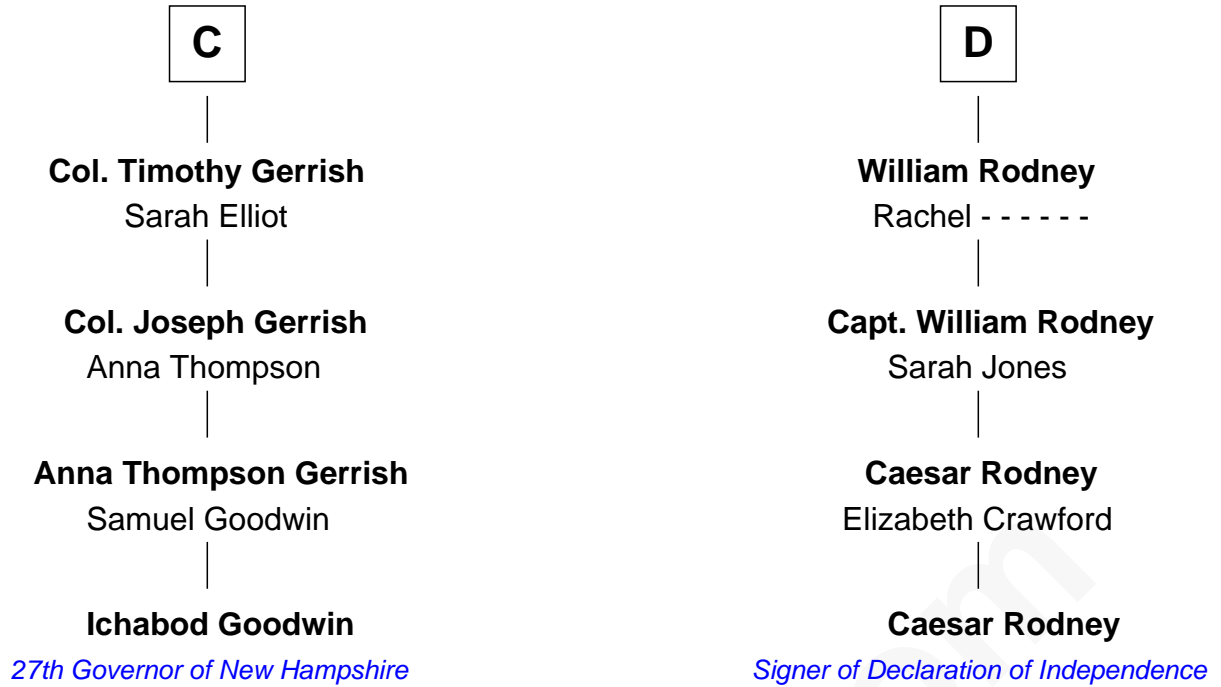 C
Col. Timothy Gerrish
Sarah Elliot
Col. Joseph Gerrish
Anna Thompson
Anna Thompson Gerrish
Samuel Goodwin
Ichabod Goodwin
27th Governor of New Hampshire
D
William Rodney
Rachel - - - - - -
Capt. William Rodney
Sarah Jones
Caesar Rodney
Elizabeth Crawford
Caesar Rodney
Signer of Declaration of Independence